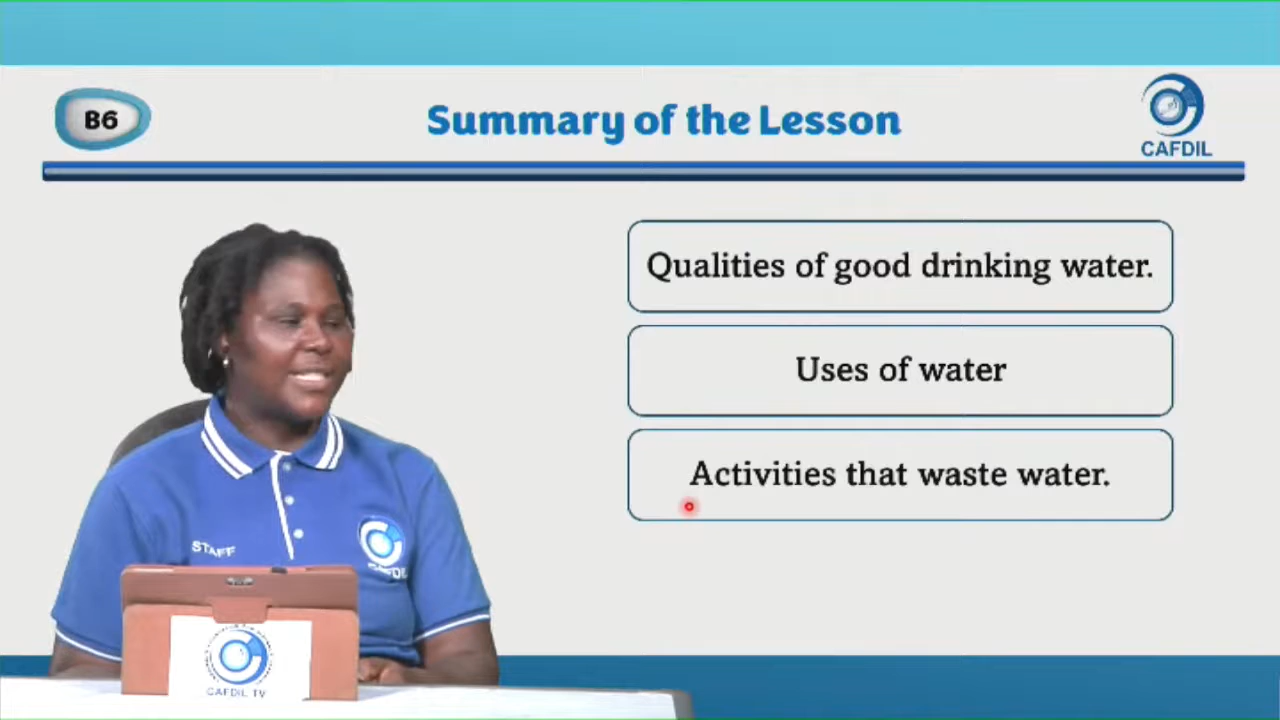 B6
Summary of the Lesson
CAFDIL
Qualities of good drinking water.
Uses of water
Activities that waste water.
STAFF
CAFDIL TV